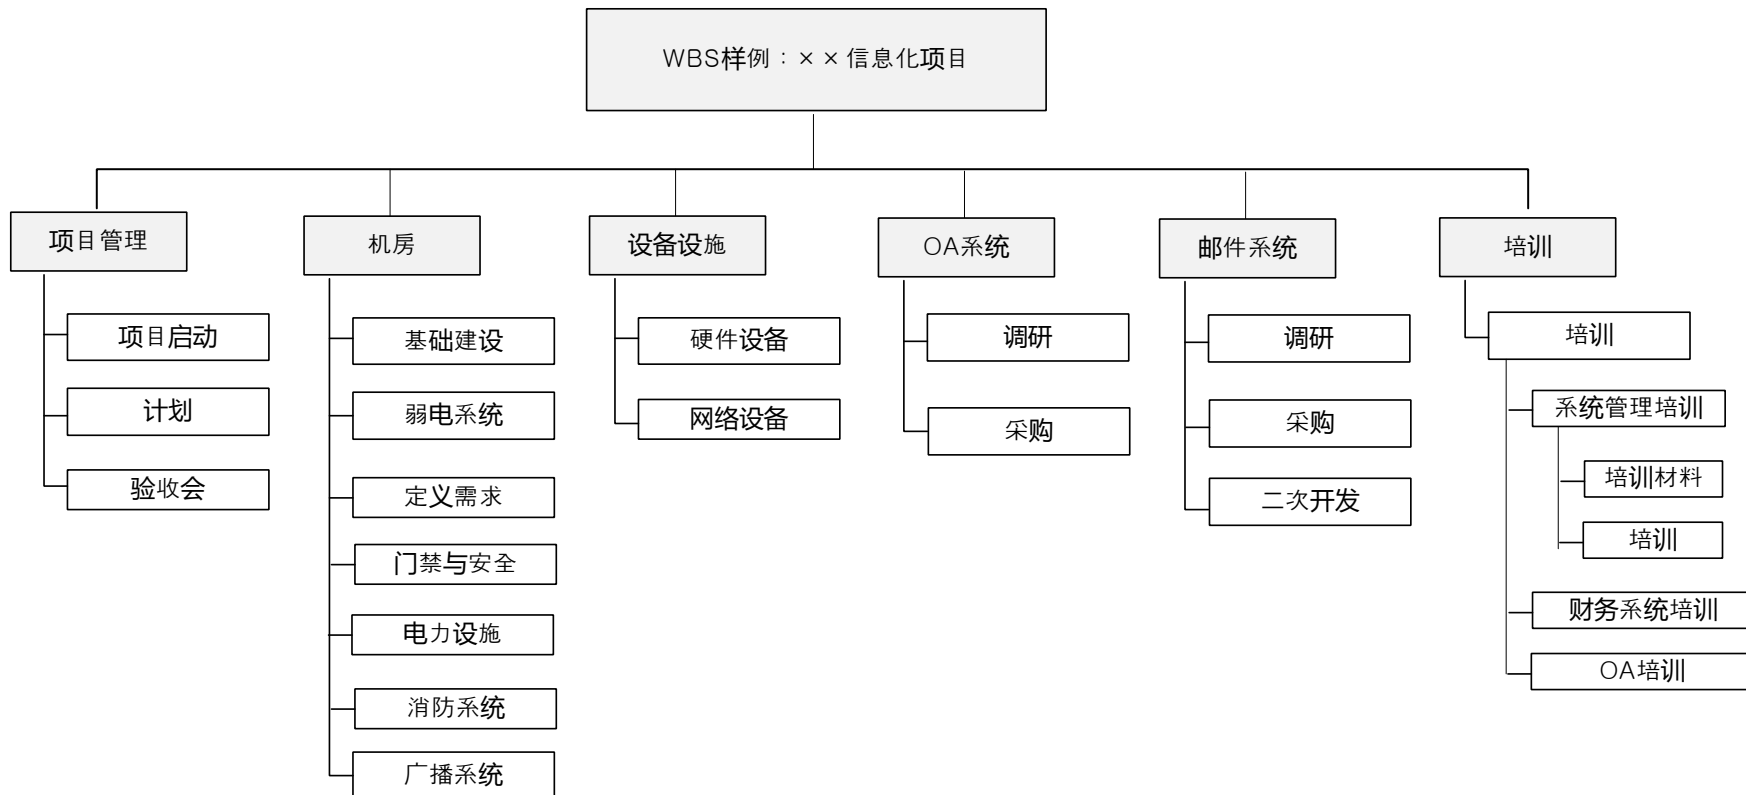 WBS样例：××信息化项目
项目管理
项目启动
计划
验收会
机房
基础建设
弱电系统
定义需求
门禁与安全
电力设施
消防系统
广播系统
设备设施
硬件设备
网络设备
OA系统
调研
采购
邮件系统
调研
采购
二次开发
培训
培训
系统管理培训
培训材料
培训
财务系统培训
OA培训